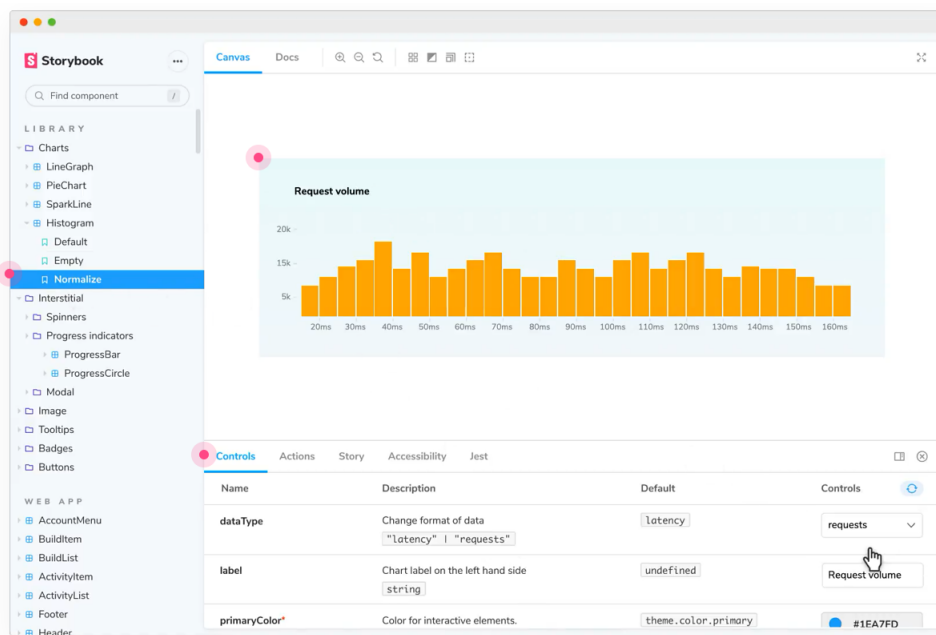 Storybook
Find component /
LIBRARY
Charts
LineGraph
PieChart
SparkLine
Histogram
Default
Empty
Normalize
Interstitial
Spinners
Progress indicators
ProgressBar
ProgressCircle
Modal
Image
Tooltips
Badges
Buttons
WEB APP
AccountMenu
BuildItem
BuildList
ActivityItem
ActivityList
Footer
Header
Canvas Docs
Request volume
20k
15k
5k
20ms 30ms 40ms 50ms 60ms 70ms 80ms 90ms 100ms 110ms 120ms 130ms 140ms 150ms 160ms
Controls Actions Story Accessibility Jest
Name Description Default Controls
dataType Change format of data latency requests
"latency" | "requests"
label Chart label on the left hand side undefined Request volume
string
primaryColor* Color for interactive elements. theme.color.primary #1EA7FD